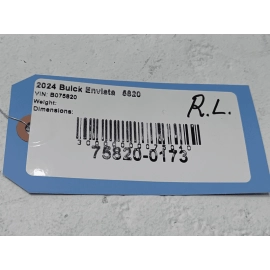 2024 Buick Envista 5820
VIN: B075820
Weight:
Dimensions:
R.L.
75820-0173